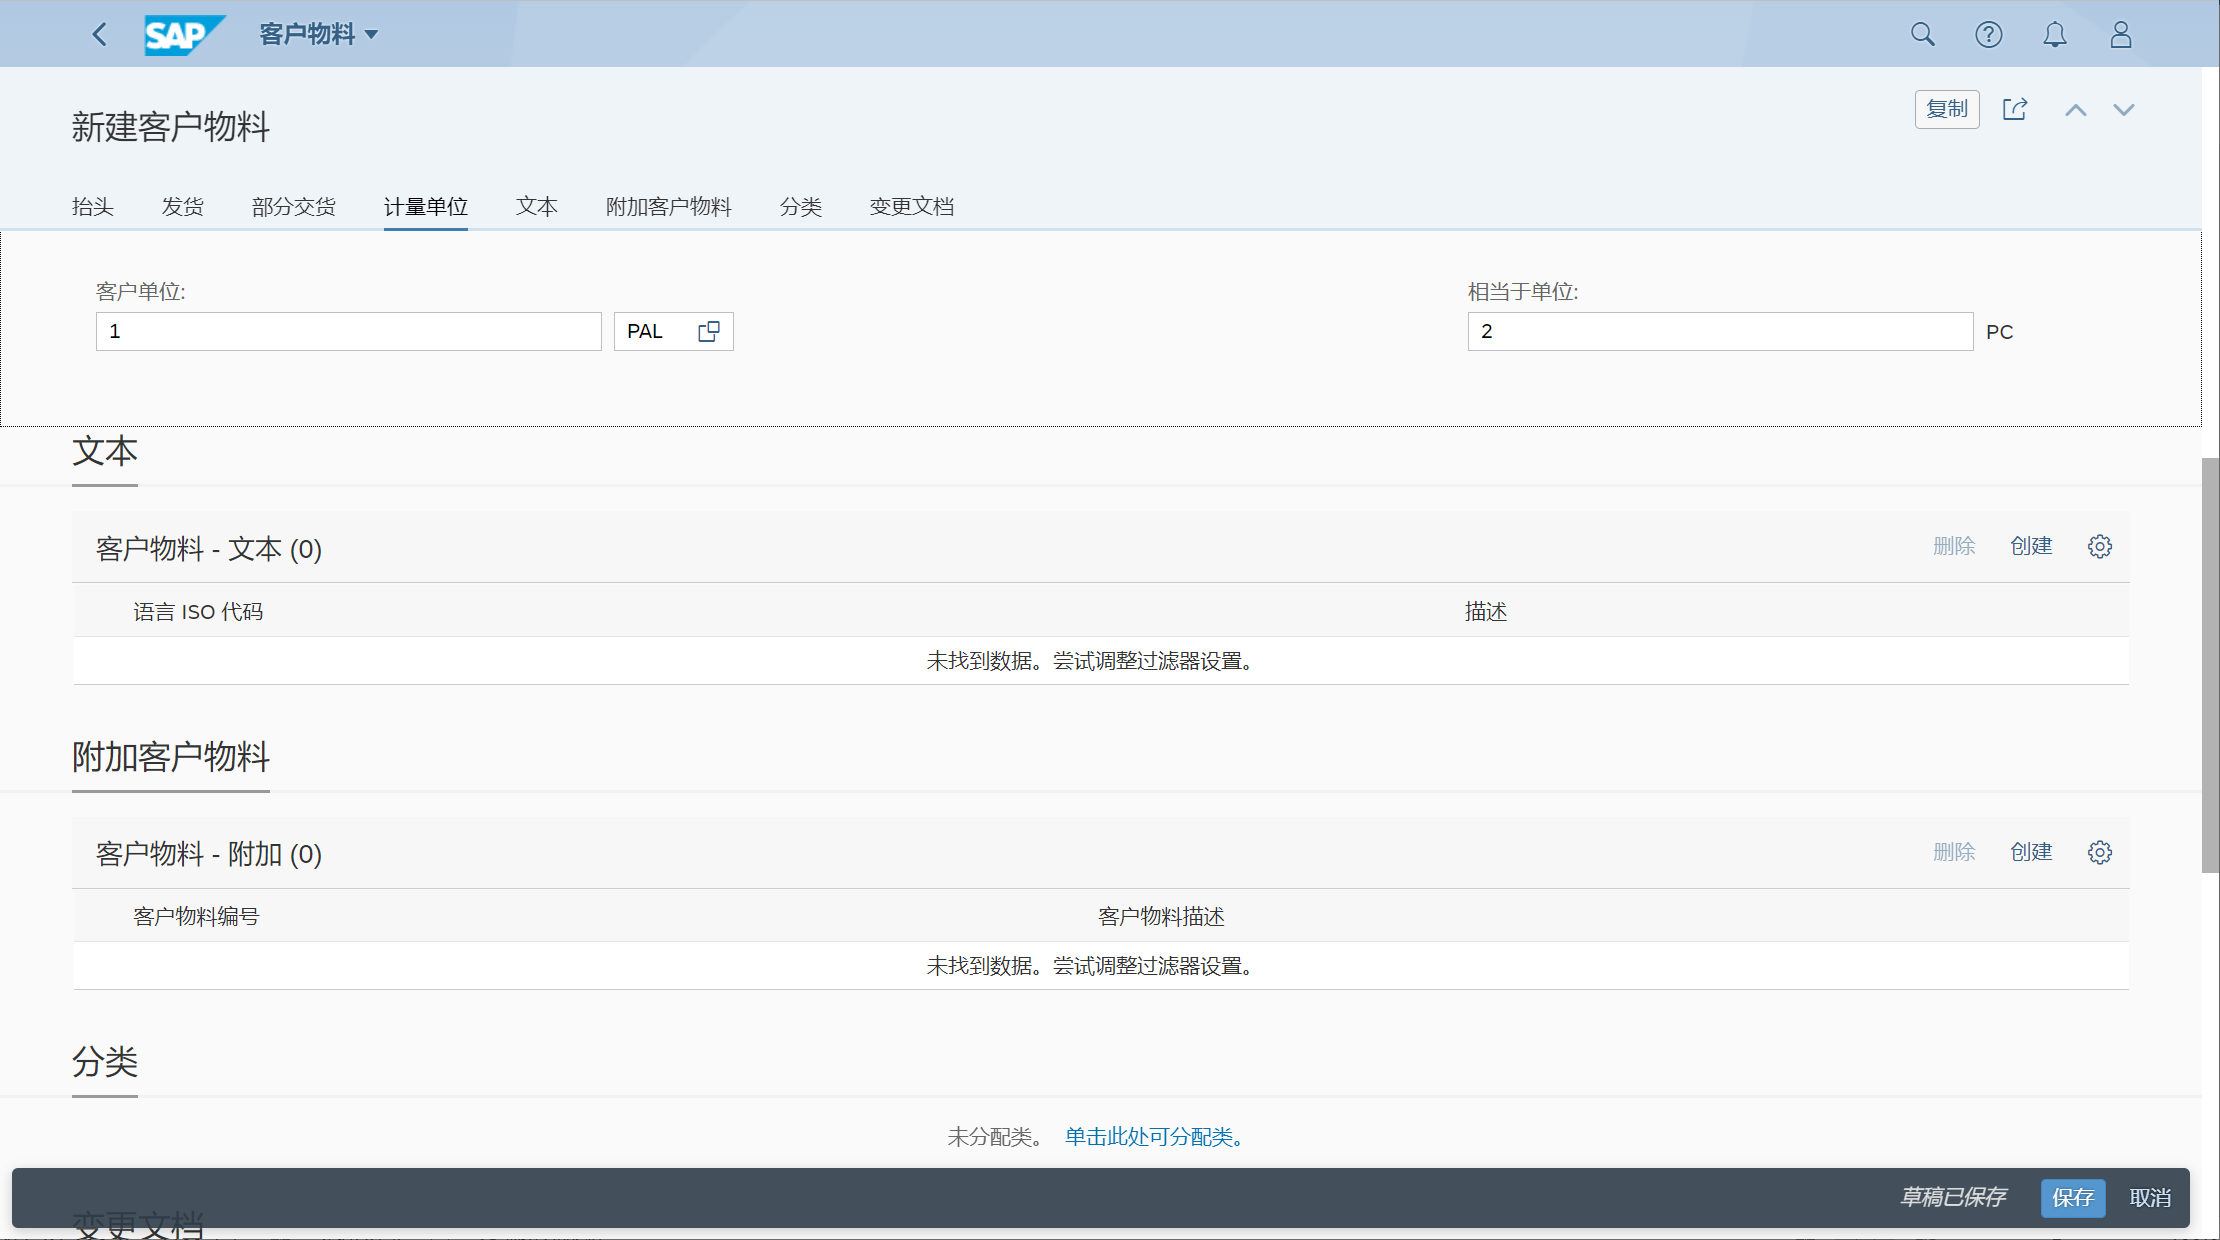 SAP 客户物料
新建客户物料
复制
抬头 发货 部分交货 计量单位 文本 附加客户物料 分类 变更文档
客户单位: 相当于单位:
1 PAL 2 PC
文本
客户物料 - 文本 (0) 删除 创建
语言 ISO 代码 描述
未找到数据。尝试调整过滤器设置。
附加客户物料
客户物料 - 附加 (0) 删除 创建
客户物料编号 客户物料描述
未找到数据。尝试调整过滤器设置。
分类
未分配类。 单击此处可分配类。
草稿已保存 保存 取消
变更文档